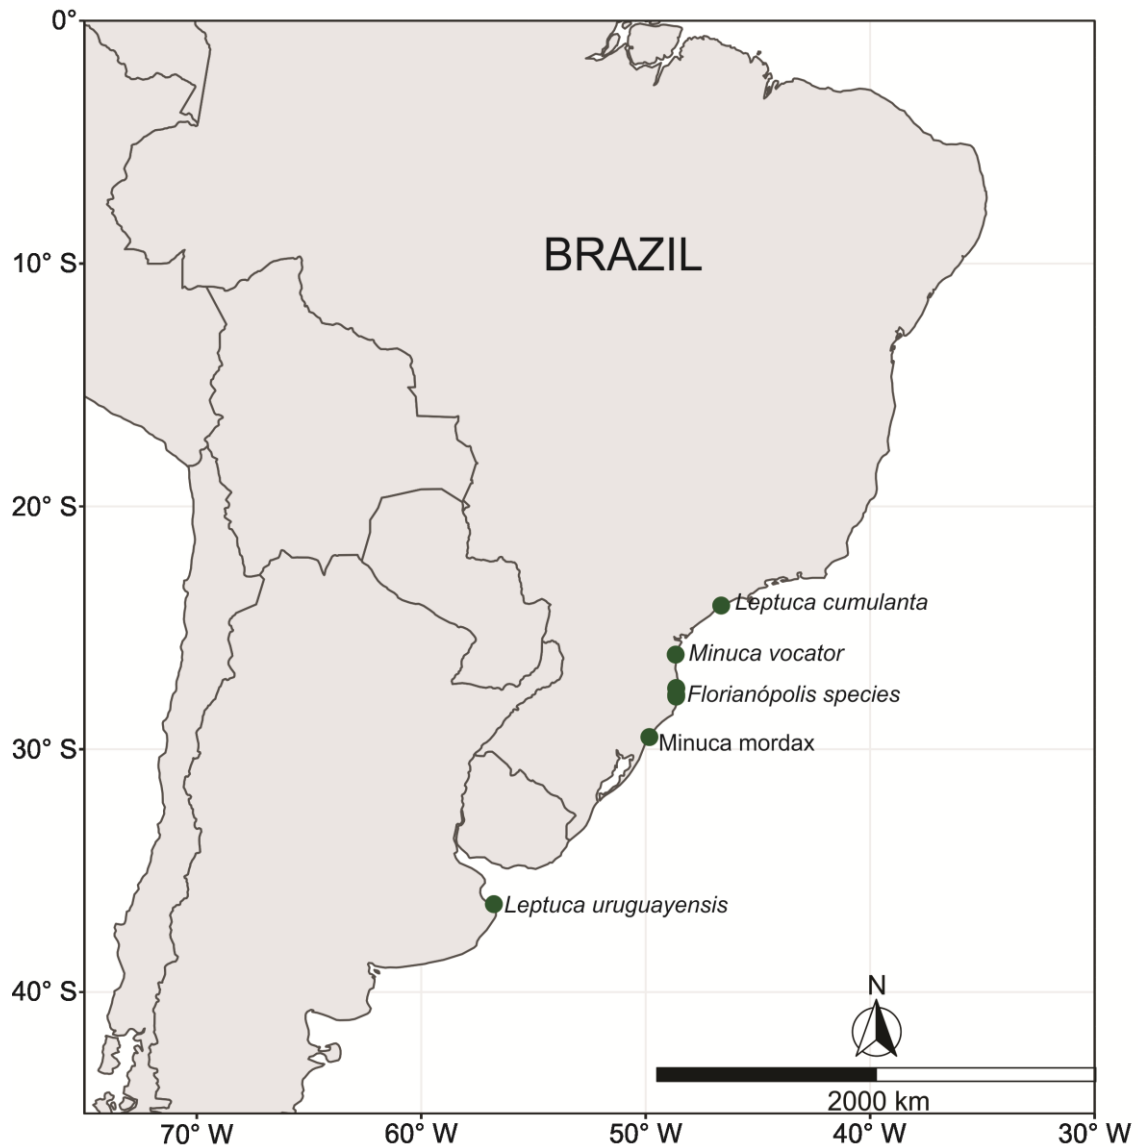 0°
BRAZIL
10° S
20° S
Leptuca cumulanta
Minuca vocator
Florianópolis species
30° S
Minuca mordax
Leptuca uruguayensis
40° S
N
2000 km
70°W
60°W
50°W
40°W
30°W